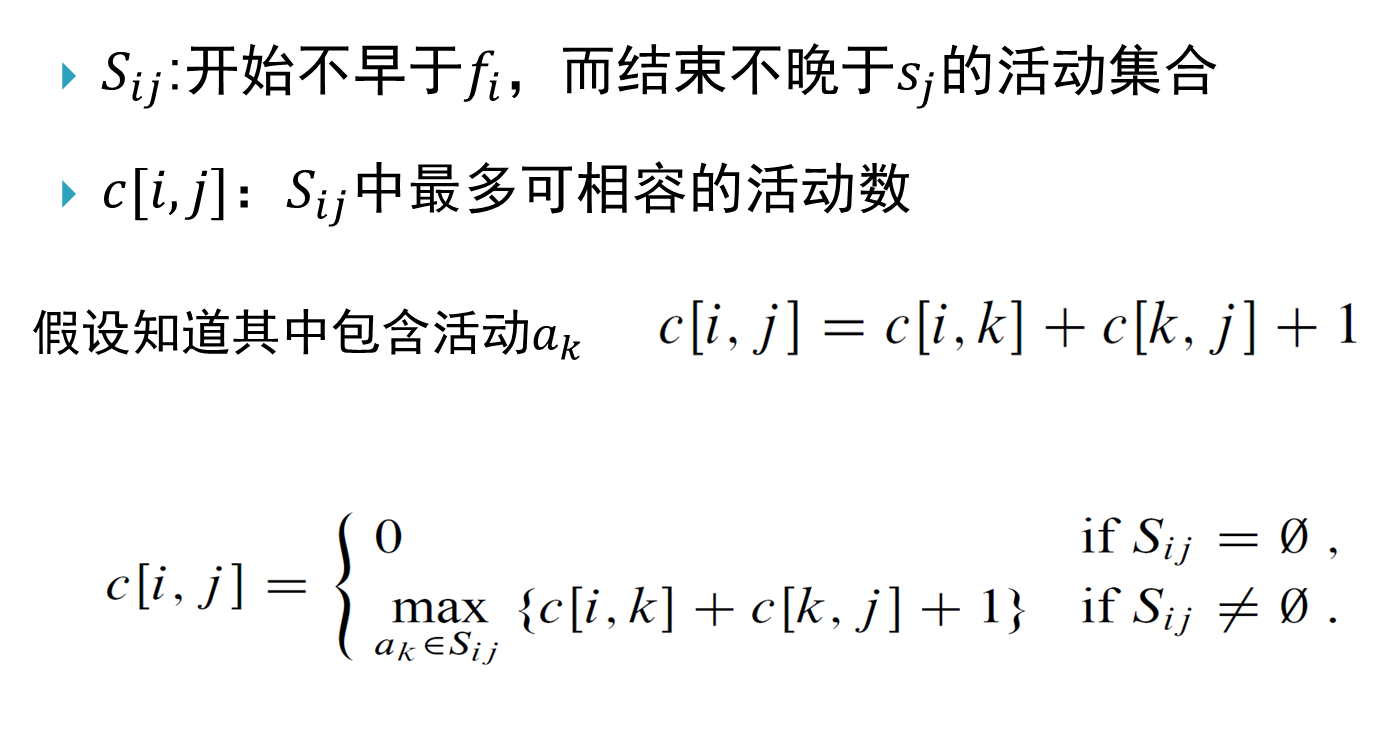 S_{ij}:开始不早于f_i，而结束不晚于s_j的活动集合
c[i,j]：S_{ij}中最多可相容的活动数
假设知道其中包含活动a_k c[i, j] = c[i, k] + c[k, j] + 1
c[i, j] = { 0 if S_{ij} = ∅ ,
max_{a_k∈S_{ij}} {c[i, k] + c[k, j] + 1} if S_{ij} ≠ ∅ .